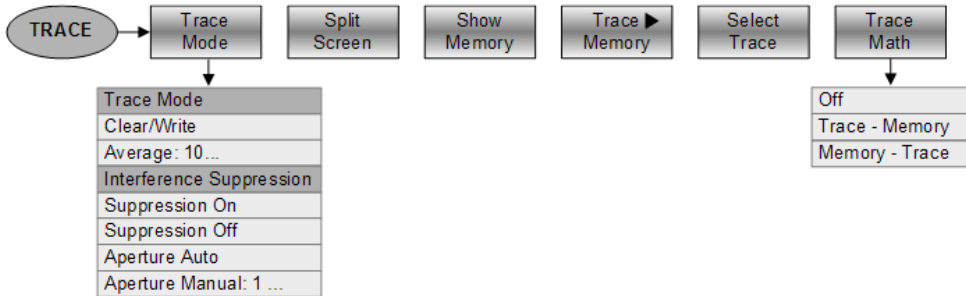 TRACE
Trace
Mode
Split
Screen
Show
Memory
Trace ▶
Memory
Select
Trace
Trace
Math
Trace Mode
Clear/Write
Average: 10...
Interference Suppression
Suppression On
Suppression Off
Aperture Auto
Aperture Manual: 1 ...
Off
Trace - Memory
Memory - Trace